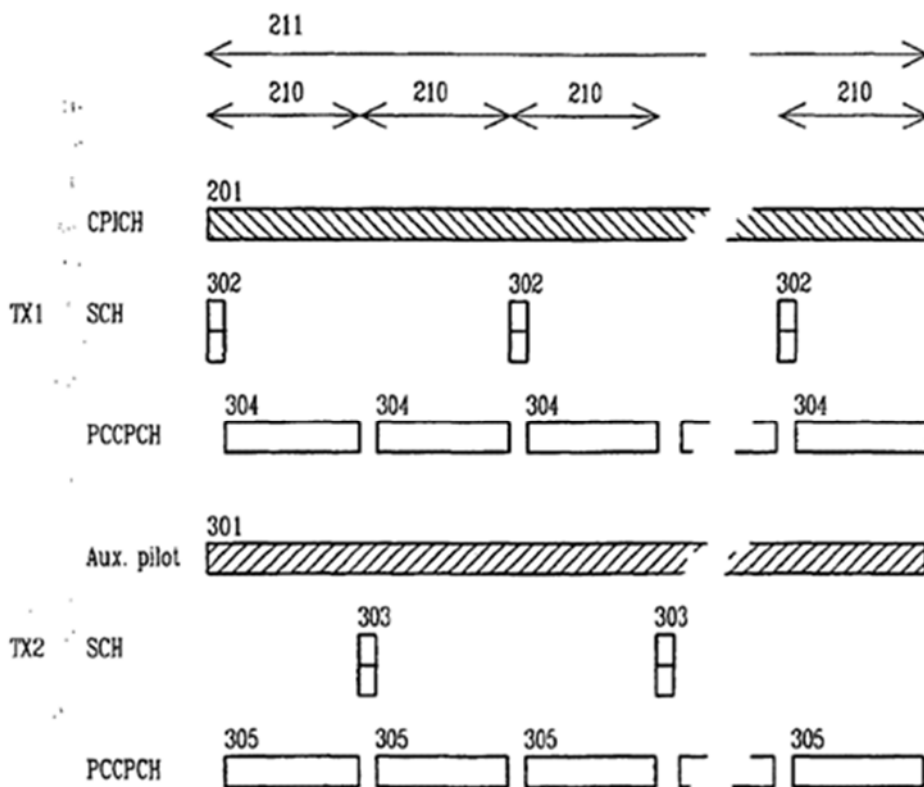 211
210 210 210 210
201
CPICH
302 302 302
TX1 SCH
304 304 304 304
PCCPCH
301
Aux. pilot
303 303
TX2 SCH
305 305 305 305
PCCPCH